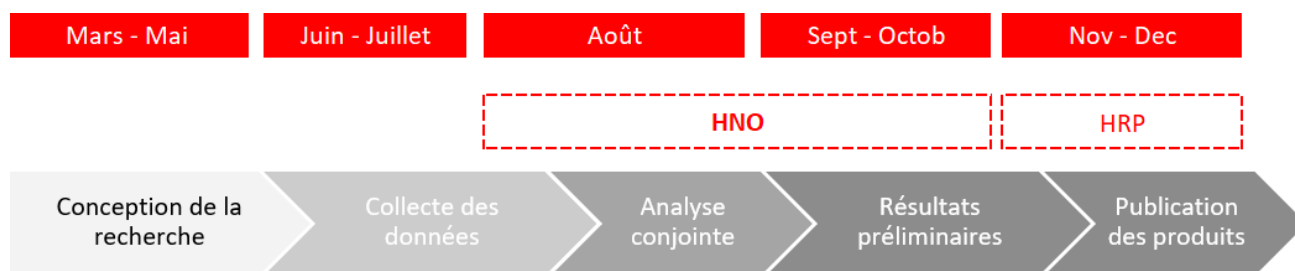 Mars - Mai
Juin - Juillet
Août
Sept - Octob
Nov - Dec
HNO
HRP
Conception de la
recherche
Collecte des
données
Analyse
conjointe
Résultats
préliminaires
Publication
des produits